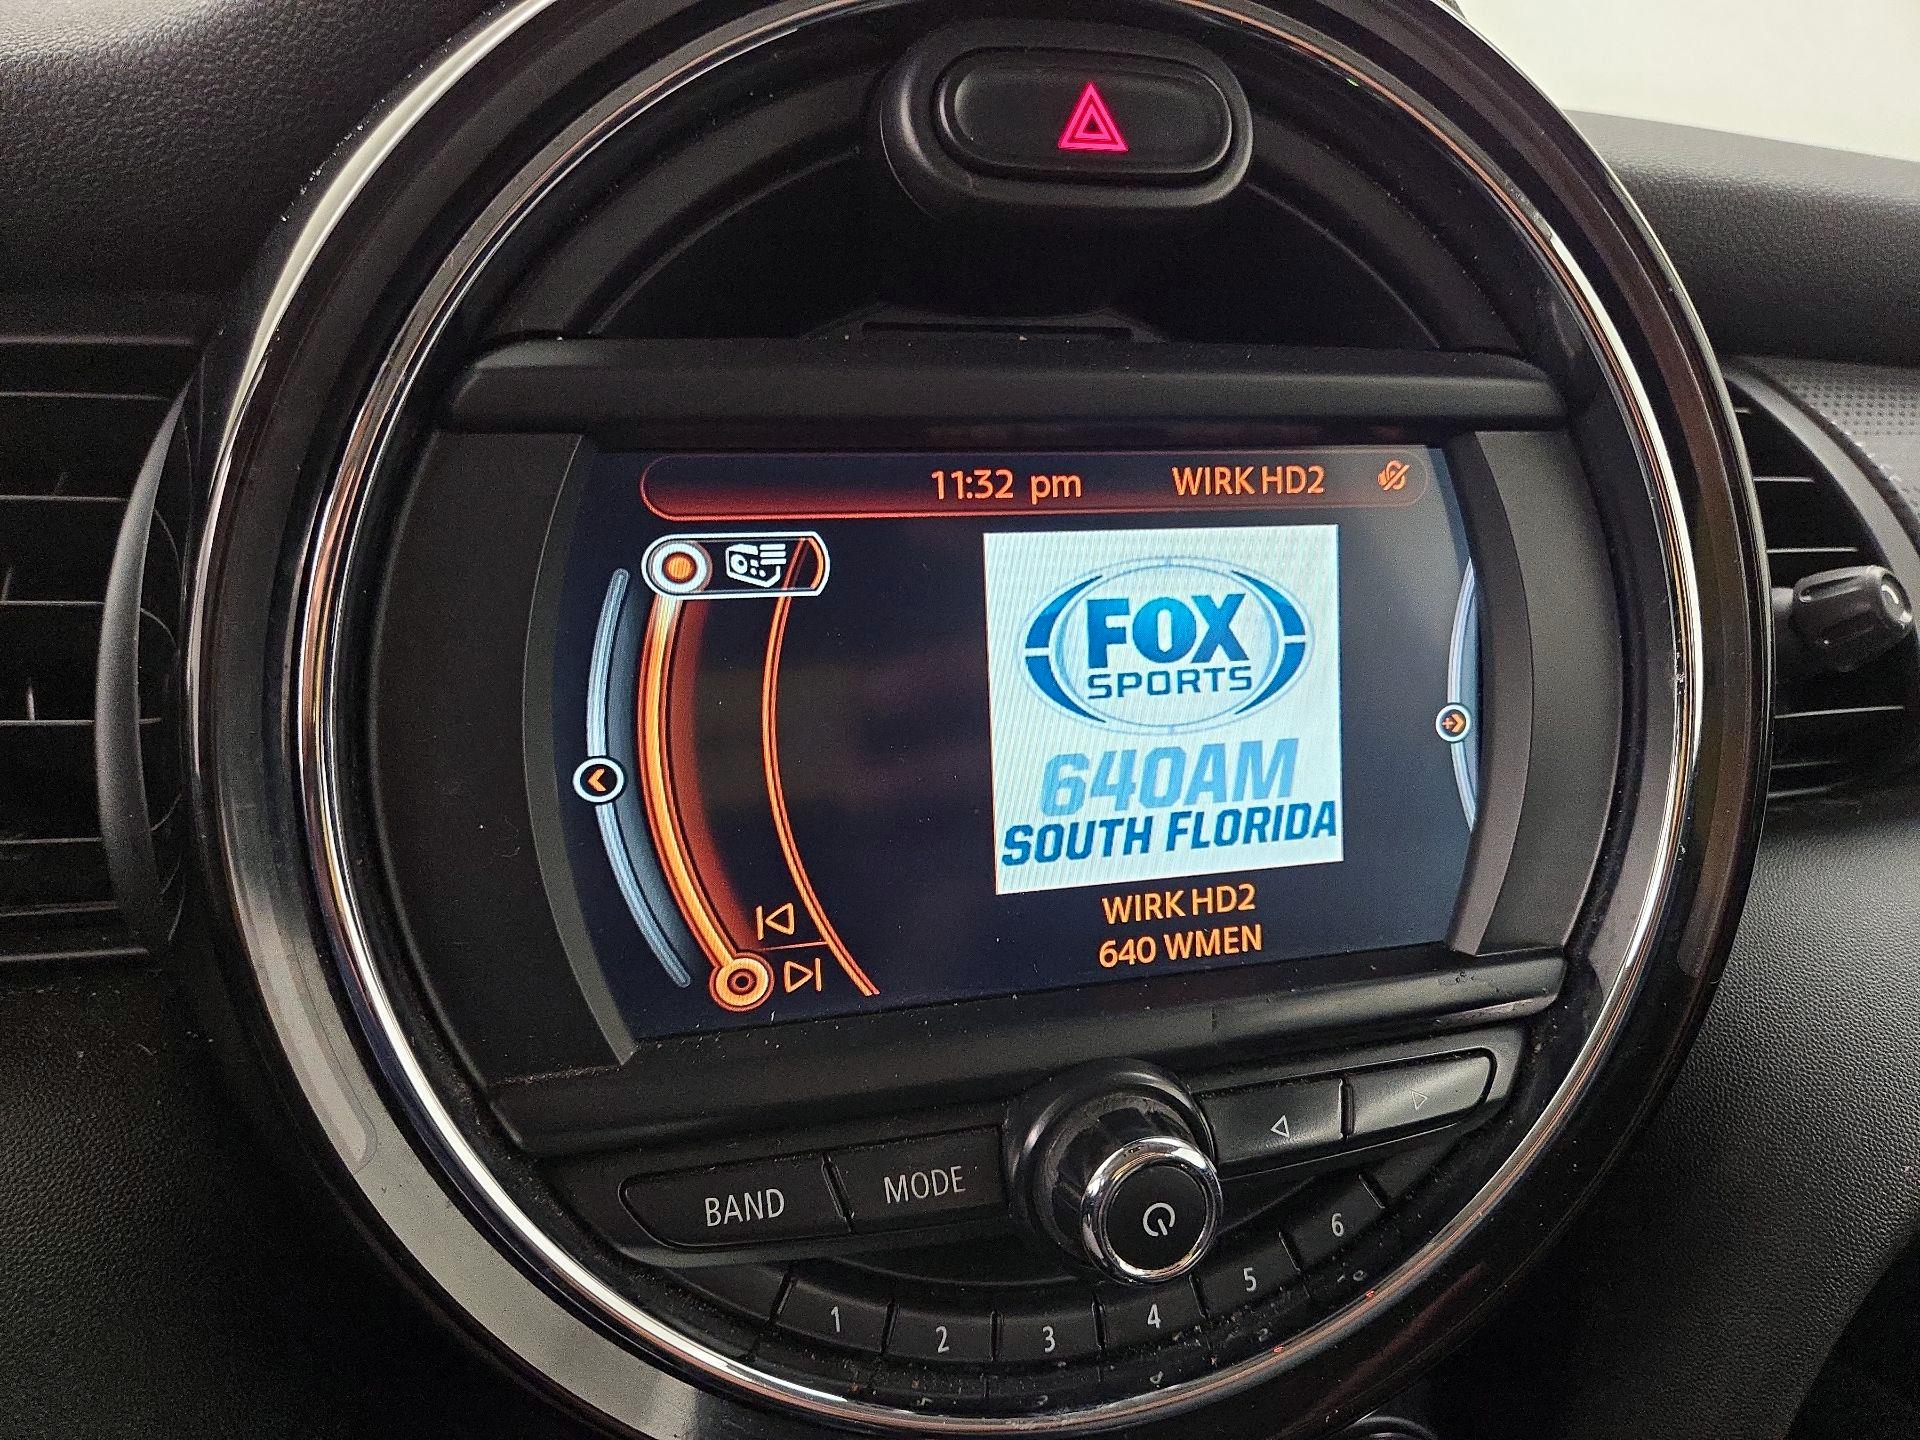 11:32 pm WIRK HD2
FOX
SPORTS
640AM
SOUTH FLORIDA
WIRK HD2
640 WMEN
BAND MODE
1 2 3 4 5 6